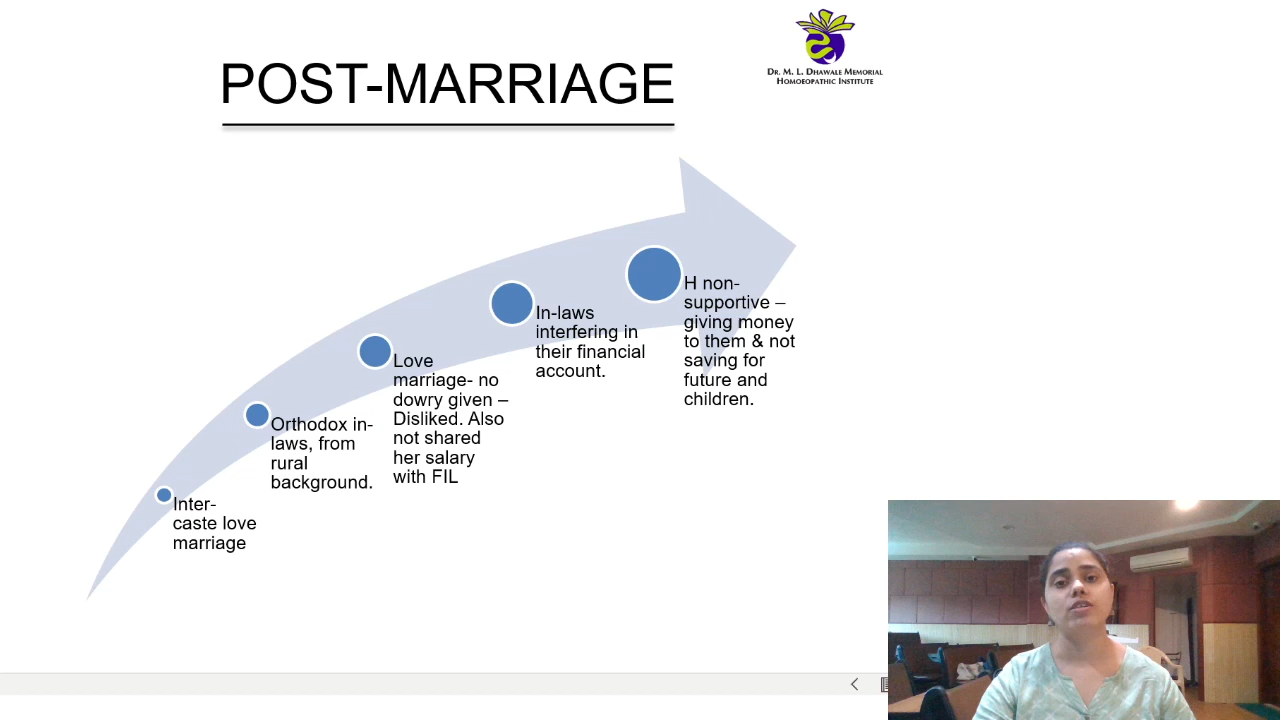 Dr. M. L. Dhawale Memorial
Homoeopathic Institute
POST-MARRIAGE
Inter-
caste love
marriage
Orthodox in-
laws, from
rural
background.
Love
marriage- no
dowry given –
Disliked. Also
not shared
her salary
with FIL
In-laws
interfering in
their financial
account.
H non-
supportive –
giving money
to them & not
saving for
future and
children.